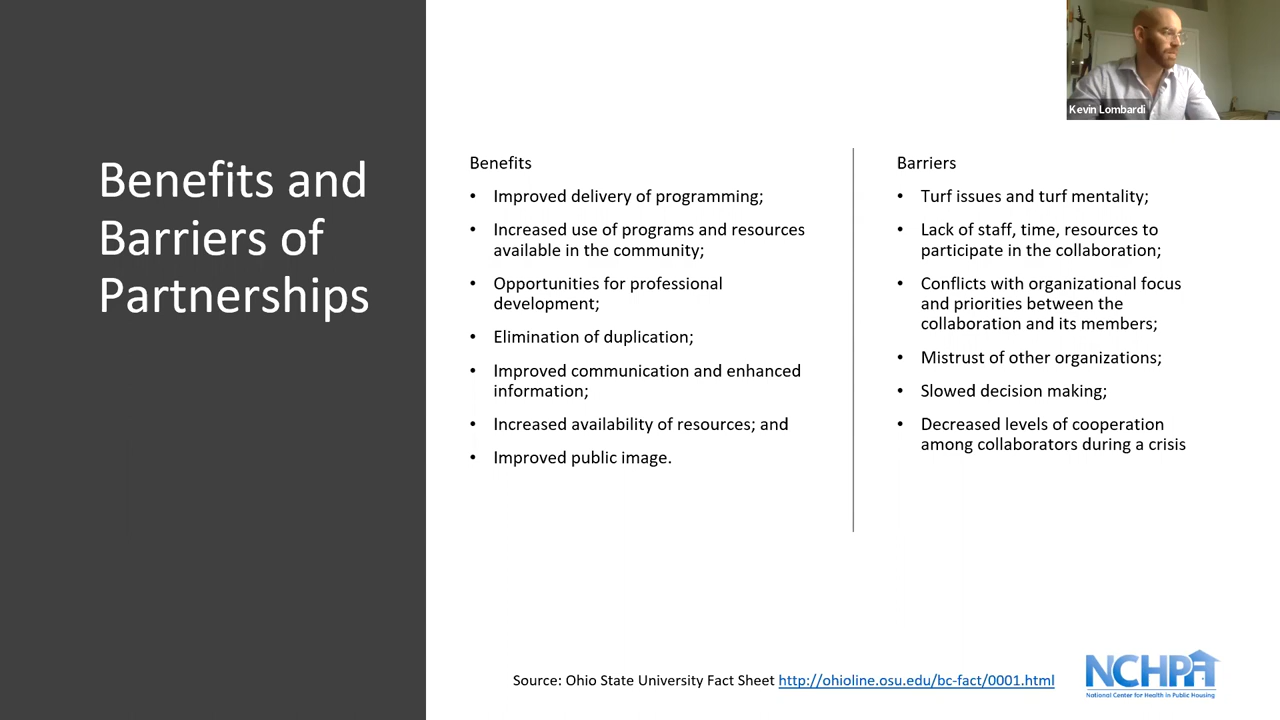 Kevin Lombardi
Benefits and
Barriers of
Partnerships
Benefits
• Improved delivery of programming;
• Increased use of programs and resources
available in the community;
• Opportunities for professional
development;
• Elimination of duplication;
• Improved communication and enhanced
information;
• Increased availability of resources; and
• Improved public image.
Barriers
• Turf issues and turf mentality;
• Lack of staff, time, resources to
participate in the collaboration;
• Conflicts with organizational focus
and priorities between the
collaboration and its members;
• Mistrust of other organizations;
• Slowed decision making;
• Decreased levels of cooperation
among collaborators during a crisis
Source: Ohio State University Fact Sheet http://ohioline.osu.edu/bc-fact/0001.html
NCHPH
National Center for Health in Public Housing